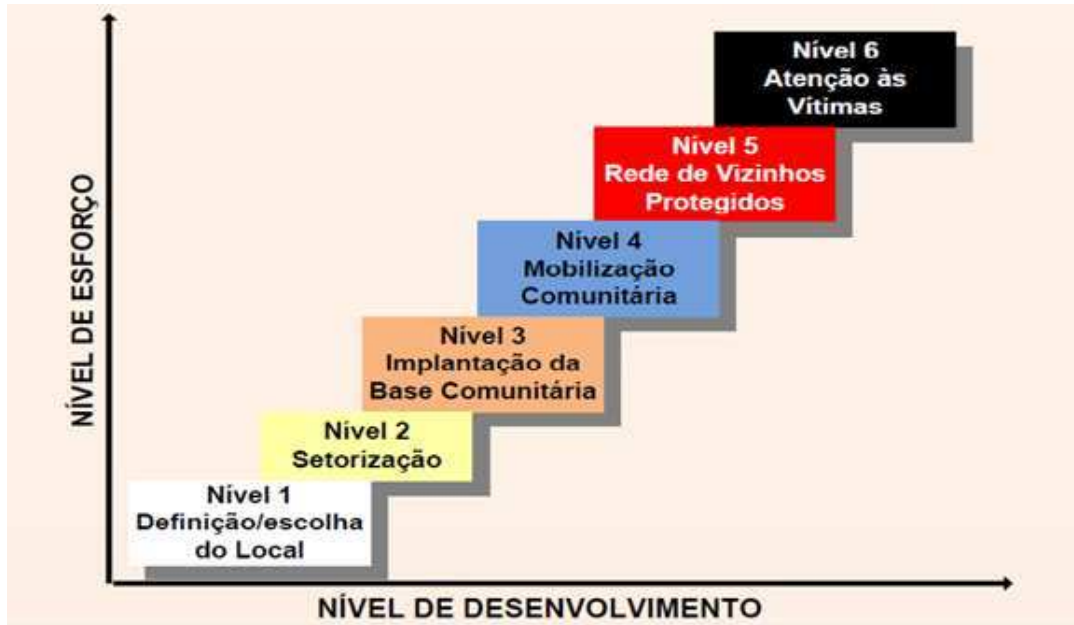 Nível 6
Atenção às
Vítimas
Nível 5
Rede de Vizinhos
Protegidos
Nível 4
Mobilização
Comunitária
Nível 3
Implantação da
Base Comunitária
Nível 2
Setorização
Nível 1
Definição/escolha
do Local
NÍVEL DE ESFORÇO
NÍVEL DE DESENVOLVIMENTO